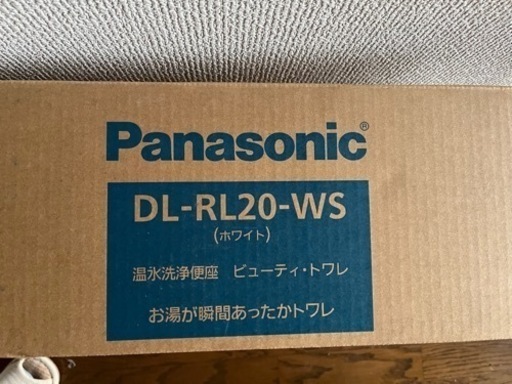 Panasonic®
DL-RL20-WS
(ホワイト)
温水洗浄便座 ビューティ・トワレ
お湯が瞬間あったかトワレ